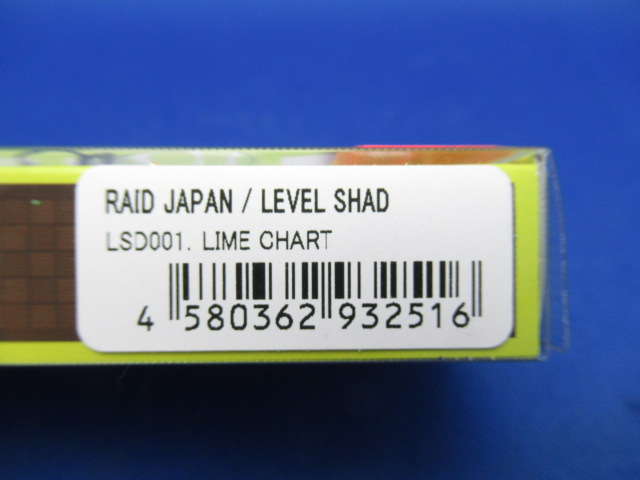 RAID JAPAN / LEVEL SHAD
LSD001. LIME CHART
4 580362 932516